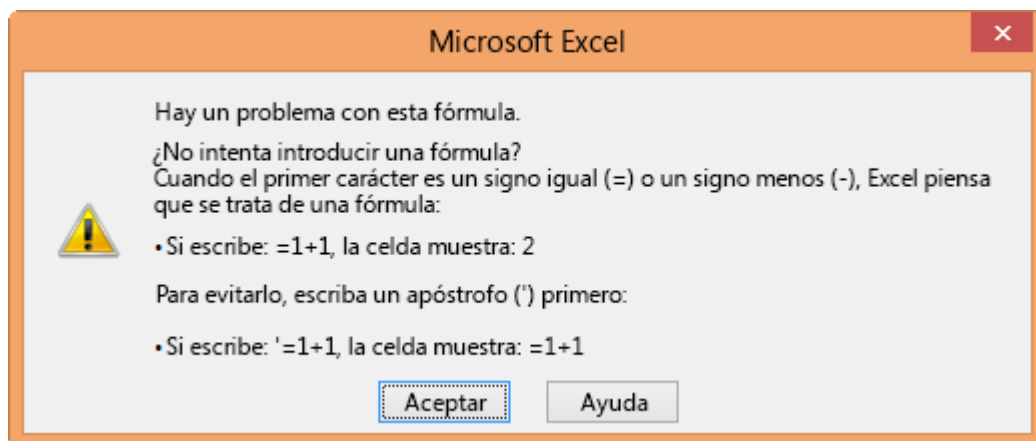 Microsoft Excel
Hay un problema con esta fórmula.
¿No intenta introducir una fórmula?
Cuando el primer carácter es un signo igual (=) o un signo menos (-), Excel piensa
que se trata de una fórmula:
• Si escribe: =1+1, la celda muestra: 2
Para evitarlo, escriba un apóstrofo (') primero:
• Si escribe: '=1+1, la celda muestra: =1+1
Aceptar Ayuda